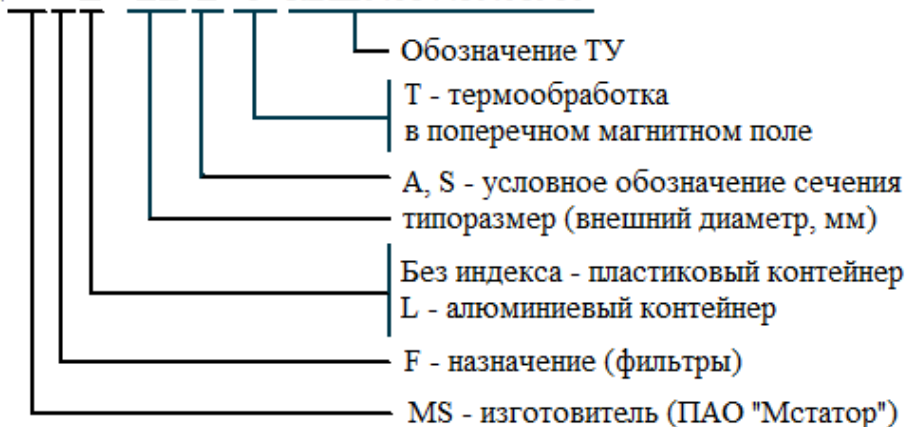 Обозначение ТУ
Т - термообработка
в поперечном магнитном поле
A, S - условное обозначение сечения
типоразмер (внешний диаметр, мм)
Без индекса - пластиковый контейнер
L - алюминиевый контейнер
F - назначение (фильтры)
MS - изготовитель (ПАО "Мстатор")